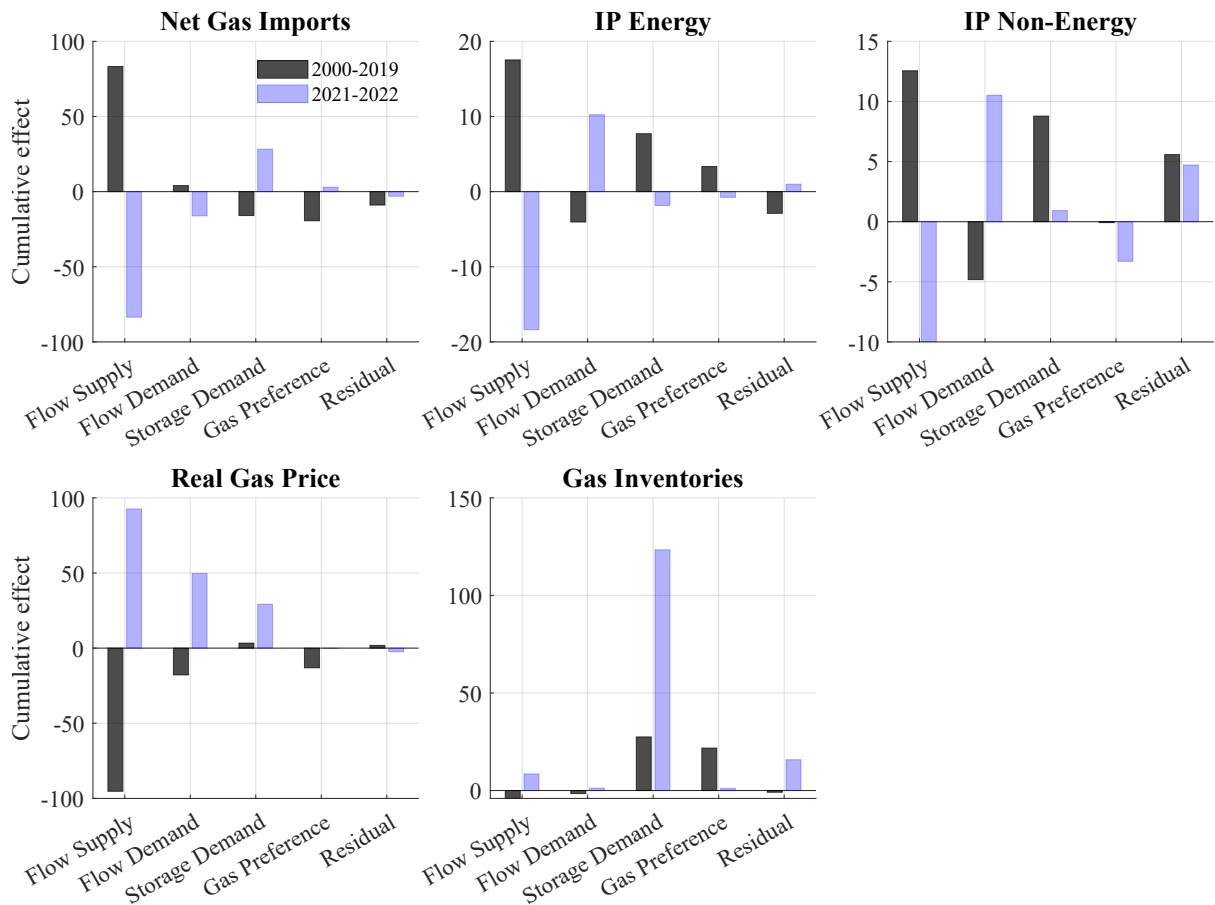 Net Gas Imports
Cumulative effect
100
50
0
-50
-100
2000-2019
2021-2022
Flow Supply
Flow Demand
Storage Demand
Gas Preference
Residual
IP Energy
20
10
0
-10
-20
Flow Supply
Flow Demand
Storage Demand
Gas Preference
Residual
IP Non-Energy
15
10
5
0
-5
-10
Flow Supply
Flow Demand
Storage Demand
Gas Preference
Residual
Real Gas Price
Cumulative effect
100
50
0
-50
-100
Flow Supply
Flow Demand
Storage Demand
Gas Preference
Residual
Gas Inventories
150
100
50
0
Flow Supply
Flow Demand
Storage Demand
Gas Preference
Residual